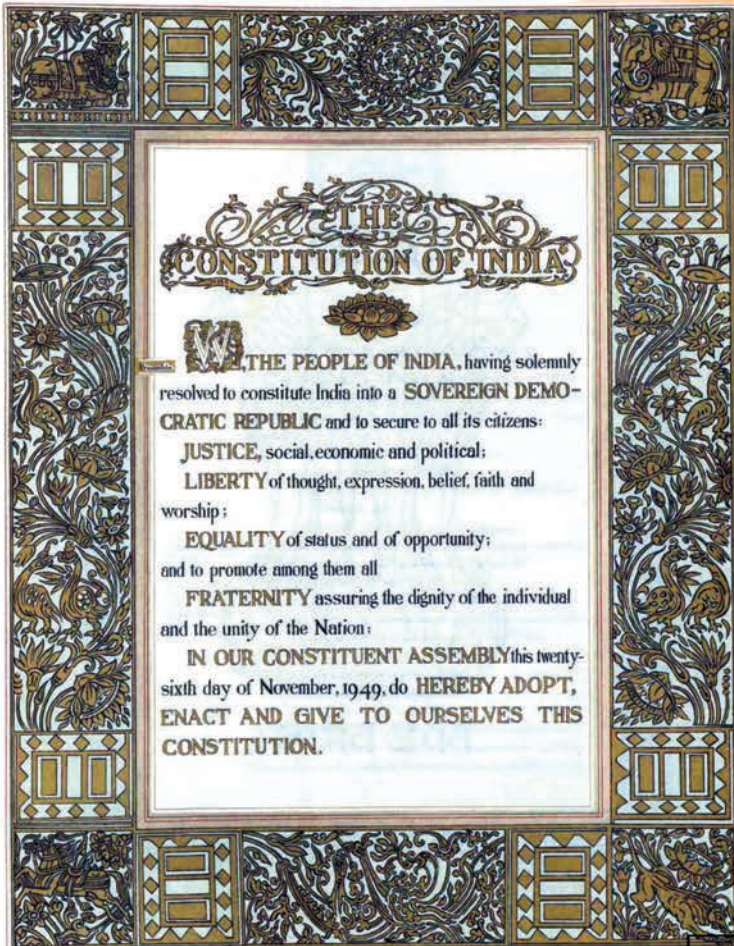 THE
CONSTITUTION OF INDIA
WE, THE PEOPLE OF INDIA, having solemnly
resolved to constitute India into a SOVEREIGN DEMO-
CRATIC REPUBLIC and to secure to all its citizens:
JUSTICE, social, economic and political;
LIBERTY of thought, expression, belief, faith and
worship;
EQUALITY of status and of opportunity;
and to promote among them all
FRATERNITY assuring the dignity of the individual
and the unity of the Nation:
IN OUR CONSTITUENT ASSEMBLY this twenty-
sixth day of November, 1949, do HEREBY ADOPT,
ENACT AND GIVE TO OURSELVES THIS
CONSTITUTION.